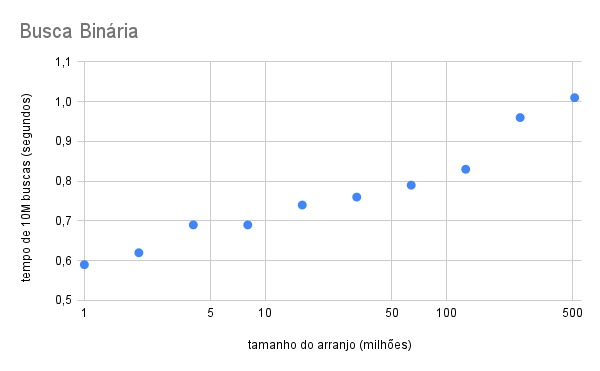 Busca Binária
tempo de 10M buscas (segundos)
1,1
1,0
0,9
0,8
0,7
0,6
0,5
1 5 10 50 100 500
tamanho do arranjo (milhões)